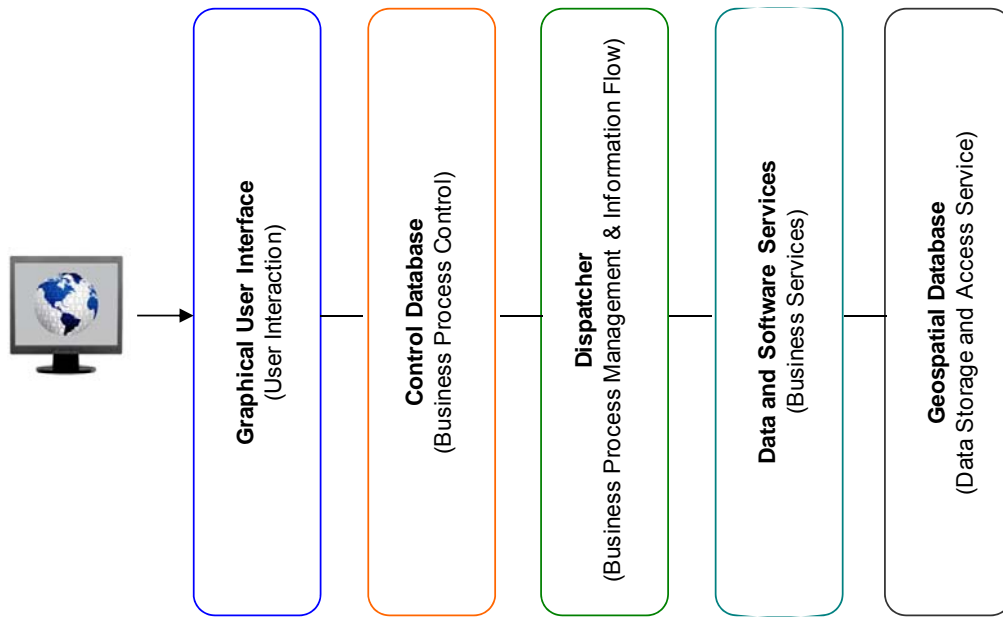 Graphical User Interface
(User Interaction)
Control Database
(Business Process Control)
Dispatcher
(Business Process Management & Information Flow)
Data and Software Services
(Business Services)
Geospatial Database
(Data Storage and Access Service)